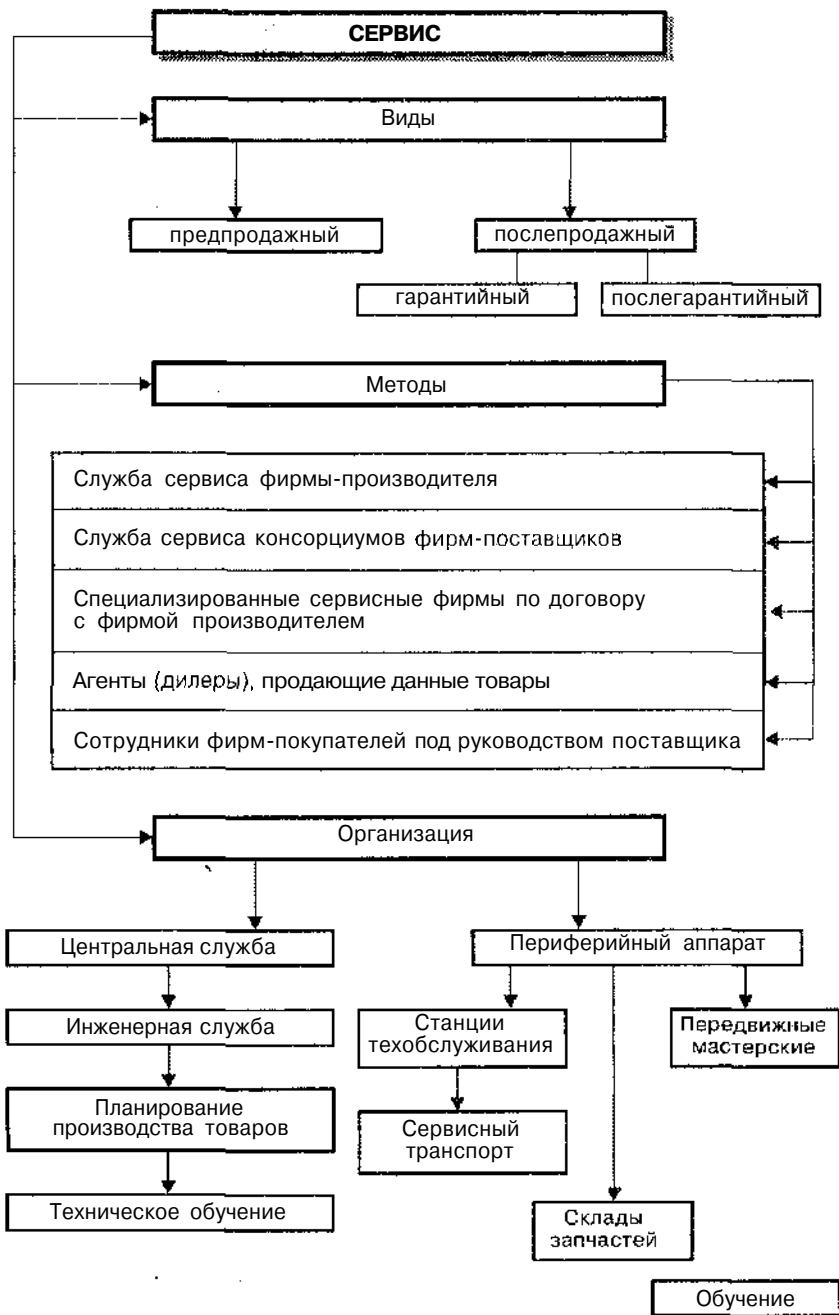 СЕРВИС
Виды
предпродажный
послепродажный
гарантийный
послегарантийный
Методы
Служба сервиса фирмы-производителя
Служба сервиса консорциумов фирм-поставщиков
Специализированные сервисные фирмы по договору
с фирмой производителем
Агенты (дилеры), продающие данные товары
Сотрудники фирм-покупателей под руководством поставщика
Организация
Центральная служба
Периферийный аппарат
Инженерная служба
Станции
техобслуживания
Передвижные
мастерские
Планирование
производства товаров
Сервисный
транспорт
Техническое обучение
Склады
запчастей
Обучение